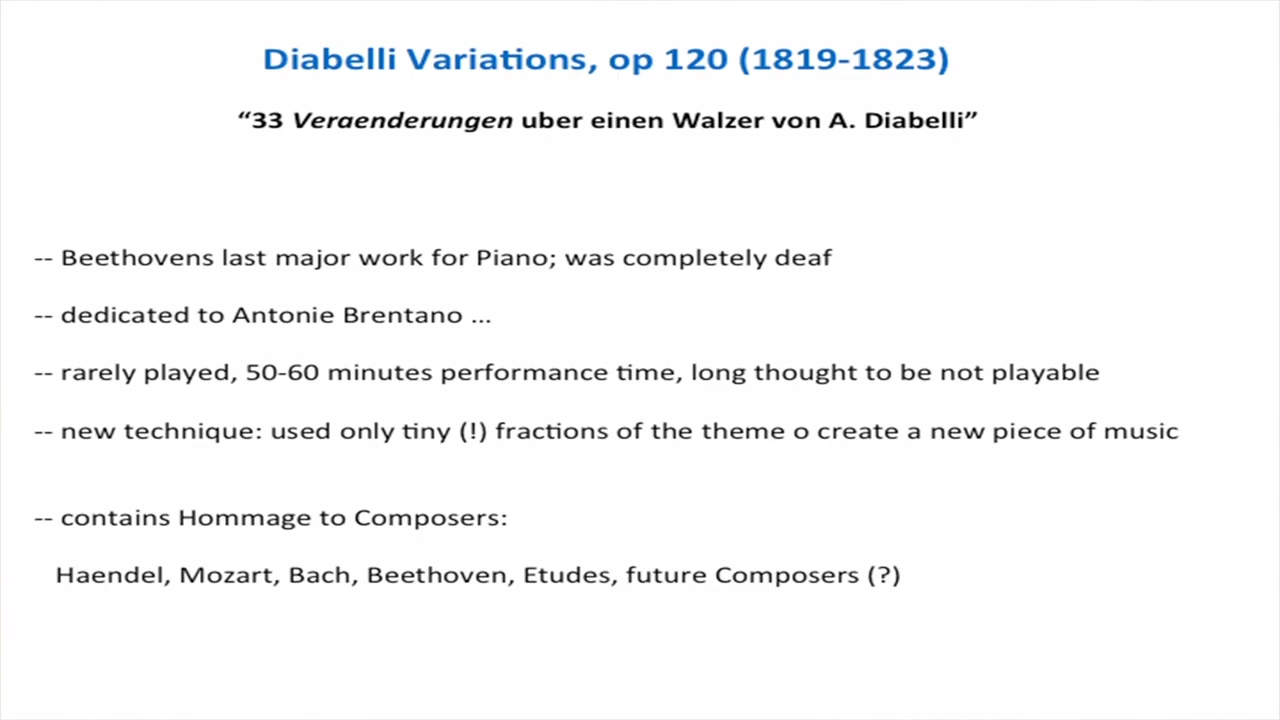 Diabelli Variations, op 120 (1819-1823)
“33 Veraenderungen uber einen Walzer von A. Diabelli”
-- Beethovens last major work for Piano; was completely deaf
-- dedicated to Antonie Brentano ...
-- rarely played, 50-60 minutes performance time, long thought to be not playable
-- new technique: used only tiny (!) fractions of the theme o create a new piece of music
-- contains Hommage to Composers:
Haendel, Mozart, Bach, Beethoven, Etudes, future Composers (?)